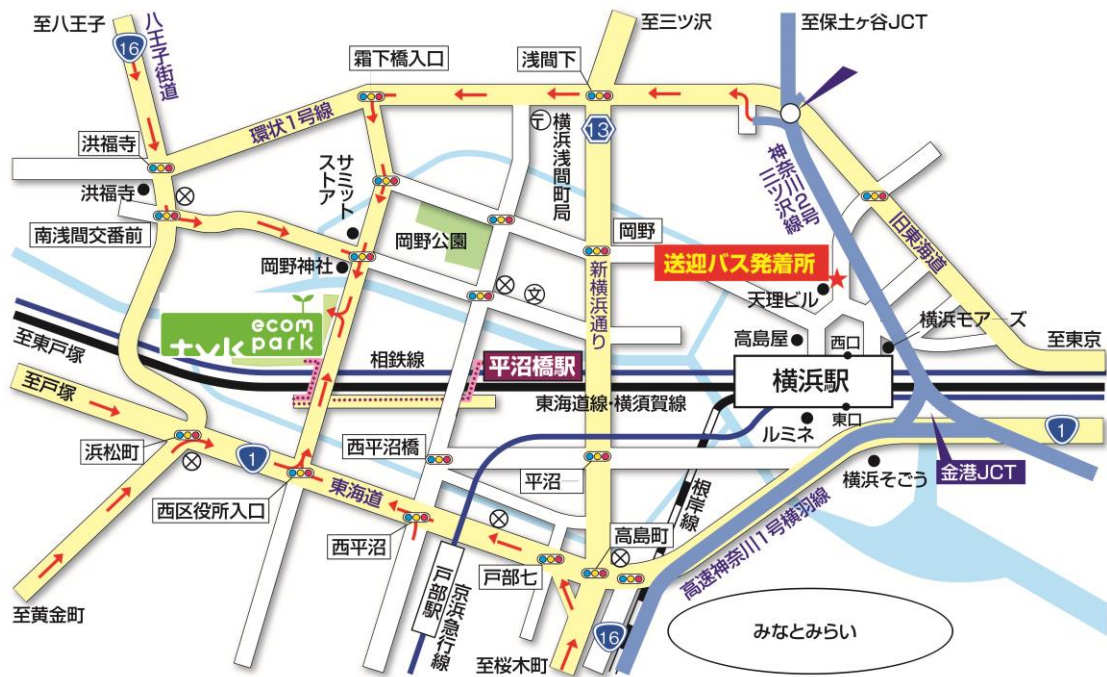 至八王子
16
八王子街道
霜下橋入口
浅間下
至三ツ沢
至保土ヶ谷JCT
環状1号線
〒
横浜浅間町局
13
洪福寺
洪福寺
サミットストア
神奈川2号
三ツ沢線
旧東海道
南浅間交番前
岡野公園
岡野
岡野神社
文
新横浜通り
送迎バス発着所
天理ビル
ecom
park
tvk
至東戸塚
相鉄線
平沼橋駅
高島屋
西口
横浜モアーズ
至東京
横浜駅
至戸塚
東海道線・横須賀線
ルミネ
東口
浜松町
1
西平沼橋
平沼
1
金港JCT
横浜そごう
西区役所入口
東海道
根岸線
西平沼
高島町
高速神奈川1号横羽線
戸部七
戸部駅
京浜急行線
至黄金町
16
みなとみらい
至桜木町